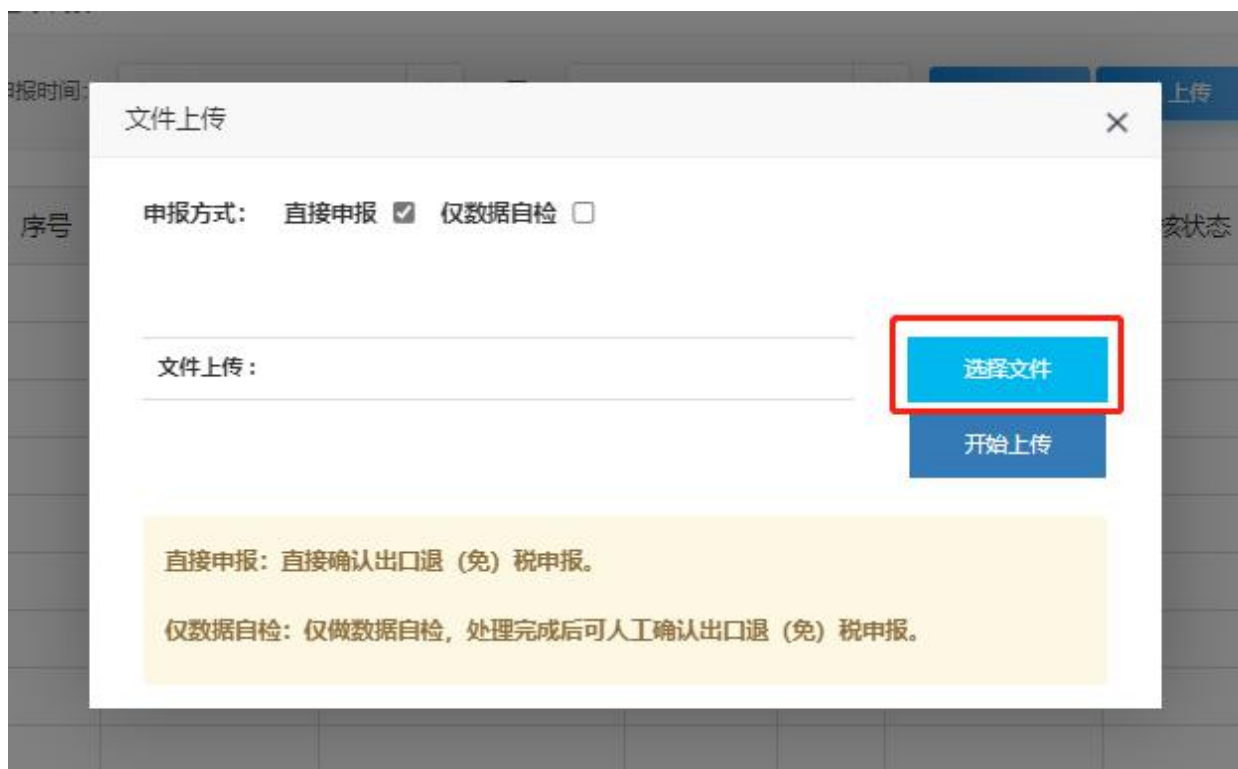 报时间:
上传
文件上传
申报方式： 直接申报 仅数据自检
序号
核状态
文件上传：
选择文件
开始上传
直接申报：直接确认出口退（免）税申报。
仅数据自检：仅做数据自检，处理完成后可人工确认出口退（免）税申报。